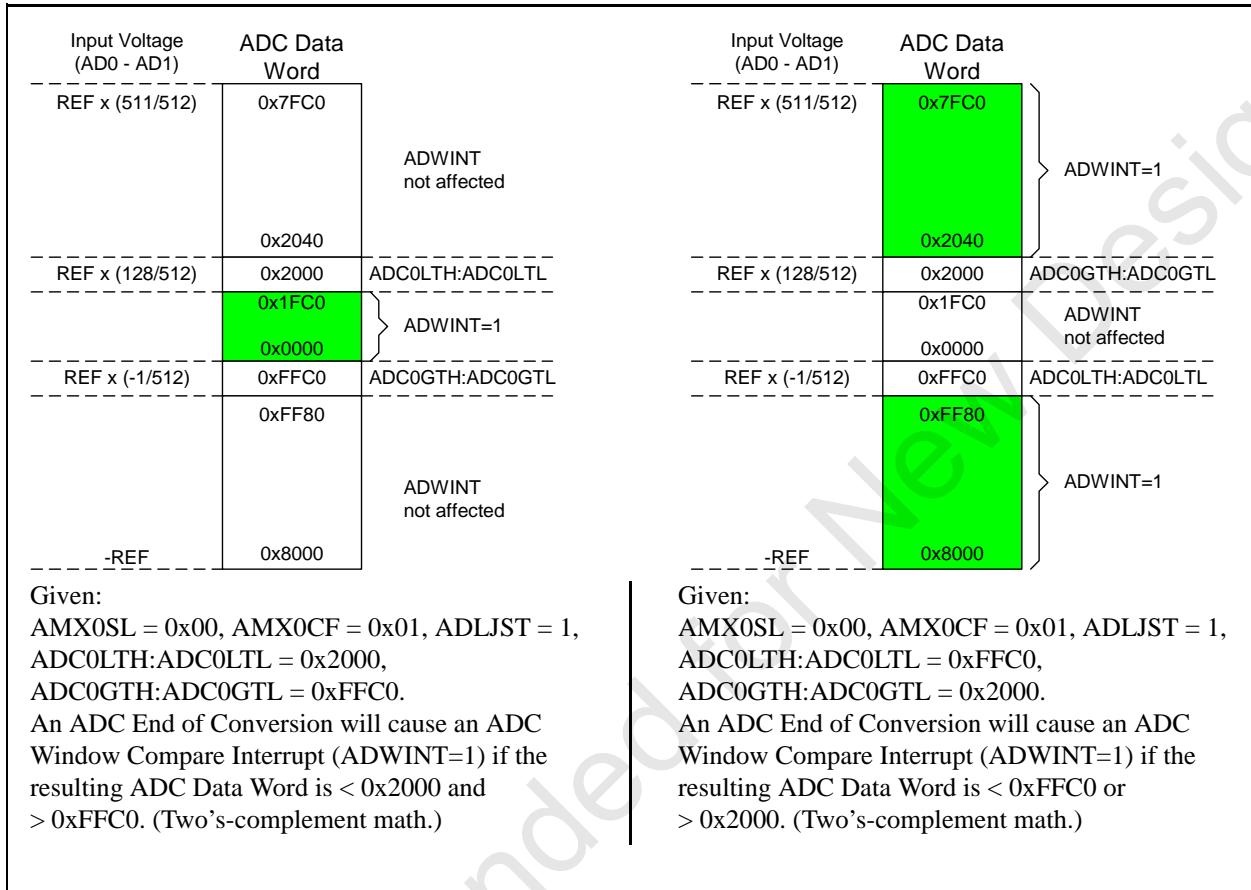 Input Voltage
(AD0 - AD1)
ADC Data
Word
REF x (511/512)
0x7FC0
ADWINT
not affected
0x2040
REF x (128/512)
0x2000
ADC0LTH:ADC0LTL
0x1FC0
ADWINT=1
0x0000
REF x (-1/512)
0xFFC0
ADC0GTH:ADC0GTL
0xFF80
ADWINT
not affected
-REF
0x8000
Given:
AMX0SL = 0x00, AMX0CF = 0x01, ADLJST = 1,
ADC0LTH:ADC0LTL = 0x2000,
ADC0GTH:ADC0GTL = 0xFFC0.
An ADC End of Conversion will cause an ADC
Window Compare Interrupt (ADWINT=1) if the
resulting ADC Data Word is < 0x2000 and
> 0xFFC0. (Two's-complement math.)
Input Voltage
(AD0 - AD1)
ADC Data
Word
REF x (511/512)
0x7FC0
ADWINT=1
0x2040
REF x (128/512)
0x2000
ADC0GTH:ADC0GTL
0x1FC0
ADWINT
not affected
0x0000
REF x (-1/512)
0xFFC0
ADC0LTH:ADC0LTL
0xFF80
ADWINT=1
-REF
0x8000
Given:
AMX0SL = 0x00, AMX0CF = 0x01, ADLJST = 1,
ADC0LTH:ADC0LTL = 0xFFC0,
ADC0GTH:ADC0GTL = 0x2000.
An ADC End of Conversion will cause an ADC
Window Compare Interrupt (ADWINT=1) if the
resulting ADC Data Word is < 0xFFC0 or
> 0x2000. (Two's-complement math.)
for New